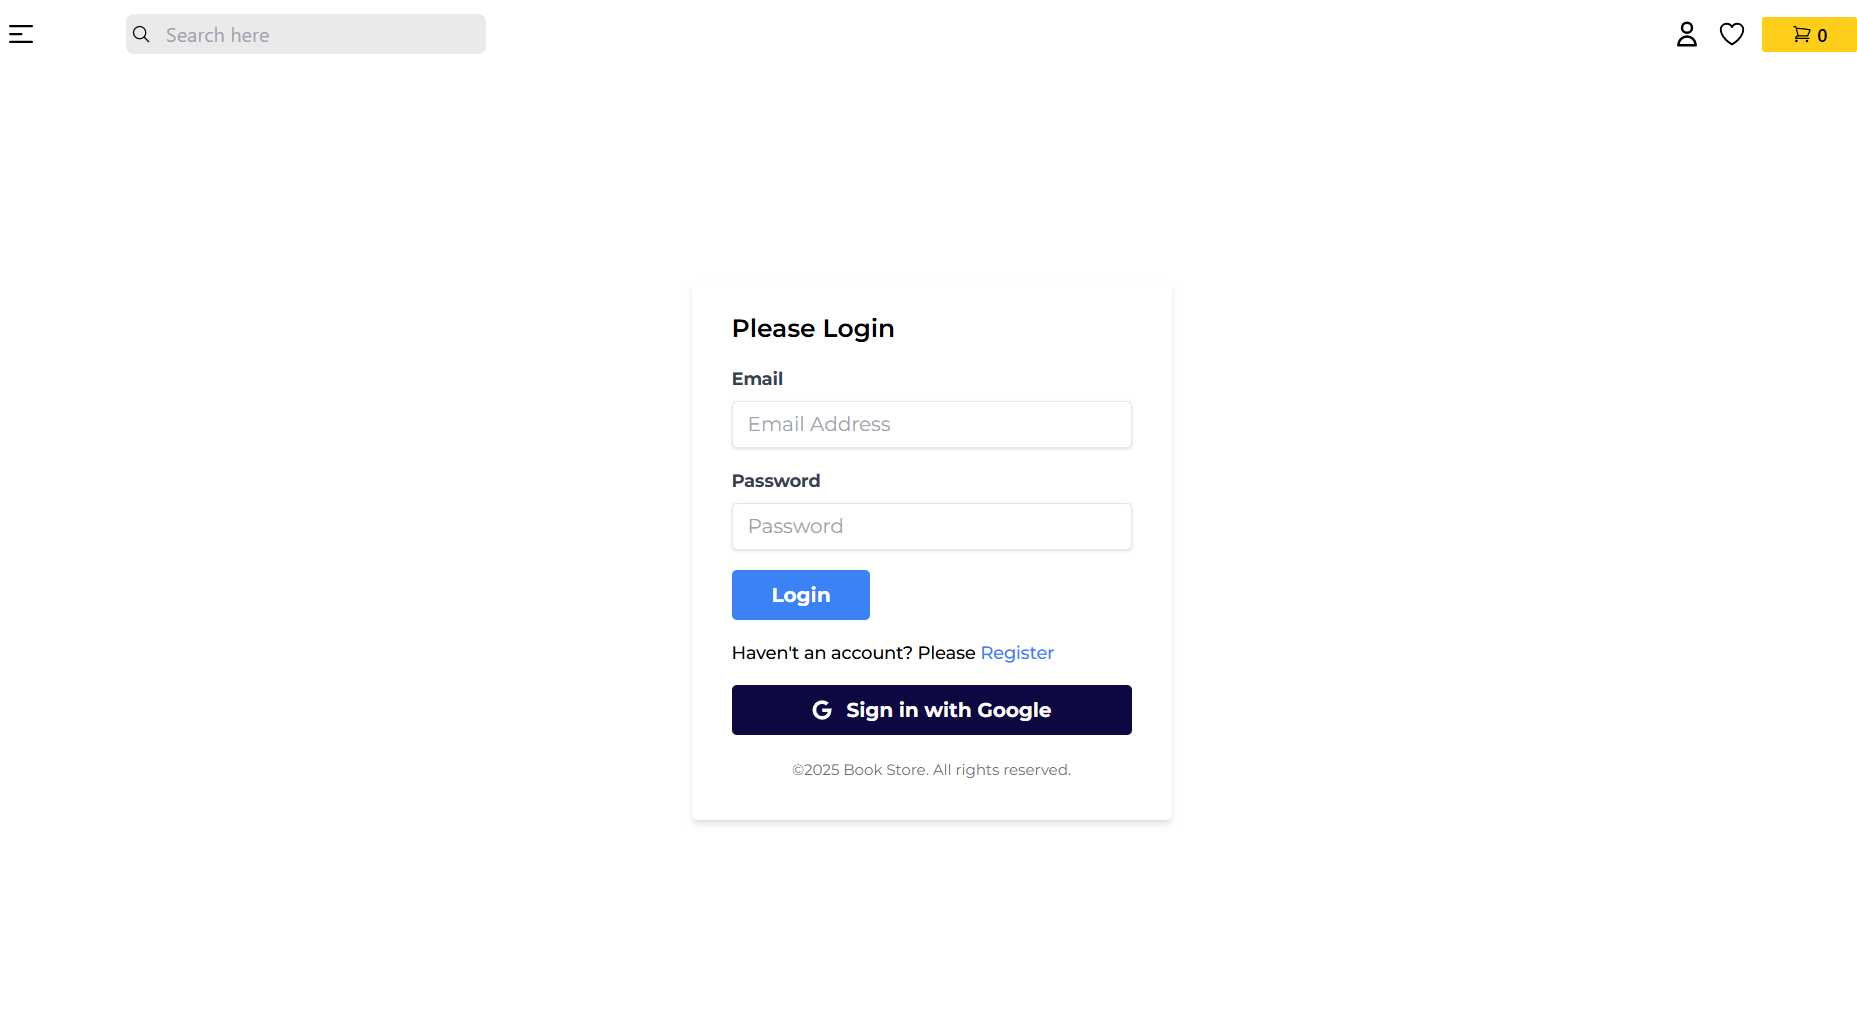 Search here
0
Please Login
Email
Email Address
Password
Password
Login
Haven't an account? Please Register
Sign in with Google
©2025 Book Store. All rights reserved.